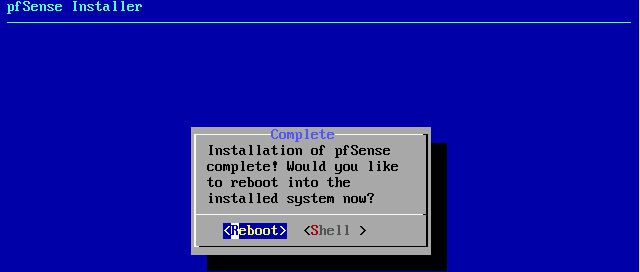 pfSense Installer
Complete
Installation of pfSense
complete! Would you like
to reboot into the
installed system now?
<Reboot> <Shell >